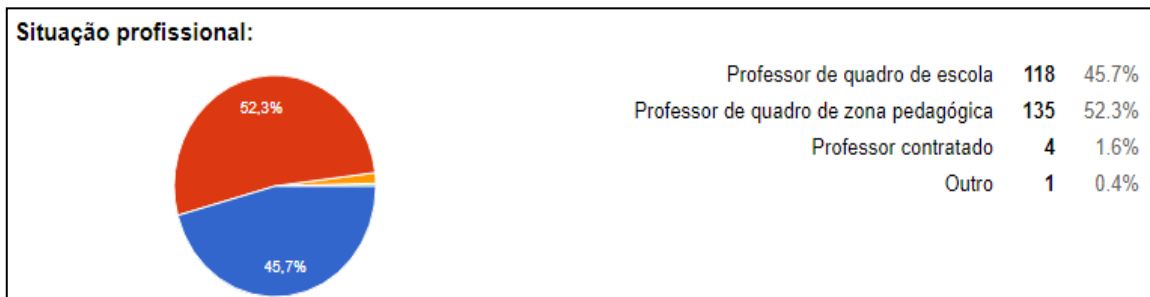 Situação profissional:
52,3%
45,7%
Professor de quadro de escola 118 45.7%
Professor de quadro de zona pedagógica 135 52.3%
Professor contratado 4 1.6%
Outro 1 0.4%